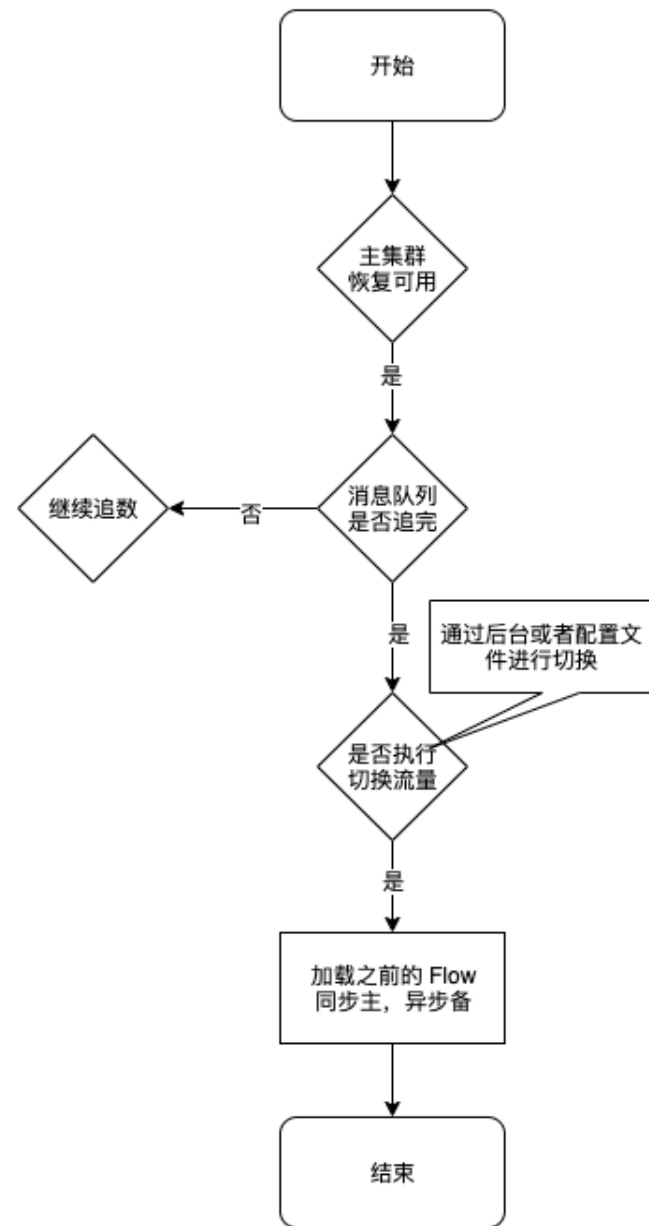 开始
主集群
恢复可用
是
消息队列
是否追完
否
继续追数
是
通过后台或者配置文
件进行切换
是否执行
切换流量
是
加载之前的 Flow
同步主，异步备
结束